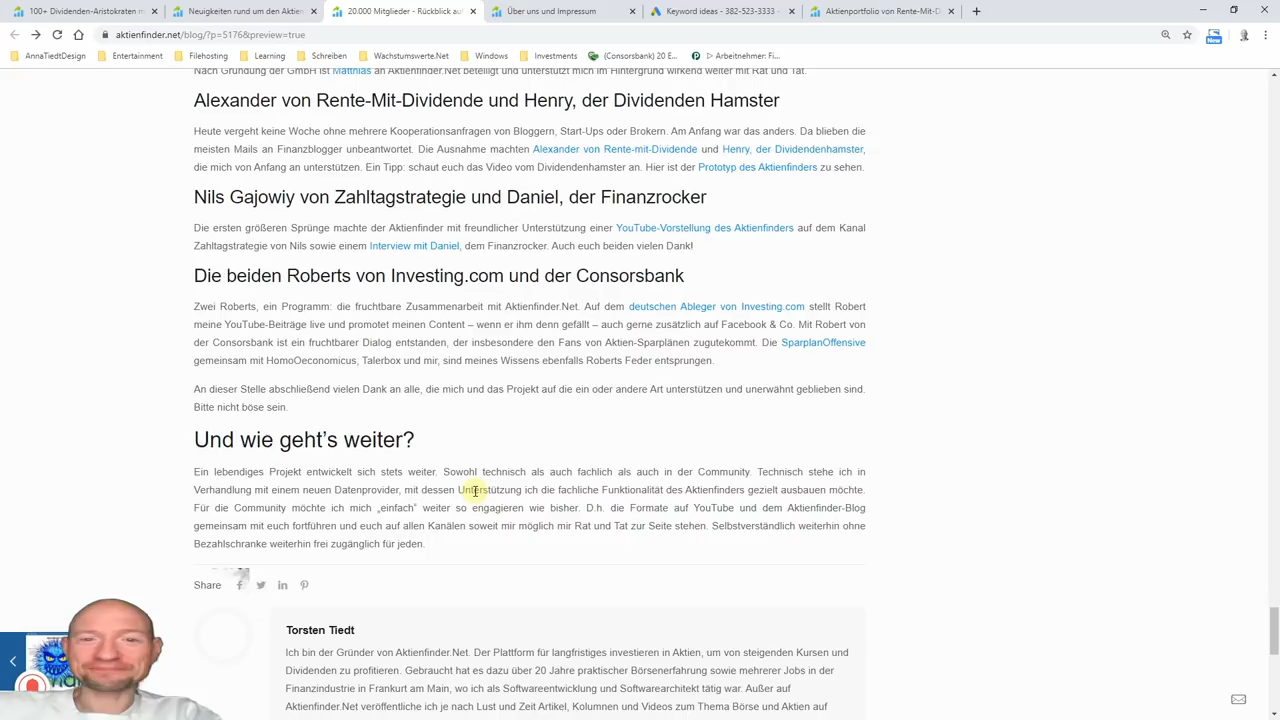 100+ Dividenden-Aristokraten m
Neuigkeiten rund um den Aktien
20.000 Mitglieder - Rückblick auf
Über uns und Impressum
Keyword ideas - 382-523-3333 -
Aktienportfolio von Rente-Mit-D
aktienfinder.net/blog/?p=5176&preview=true
AnnaTiedtDesign
Entertainment
Filehosting
Learning
Schreiben
Wachstumswerte.Net
Windows
Investments
(Consorsbank) 20 E...
▷ Arbeitnehmer: Fi...
New
Nach Gründung der GmbH ist Matthias an Aktienfinder.Net beteiligt und unterstützt mich im Hintergrund wirkend weiter mit Rat und Tat.
Alexander von Rente-Mit-Dividende und Henry, der Dividenden Hamster
Heute vergeht keine Woche ohne mehrere Kooperationsanfragen von Bloggern, Start-Ups oder Brokern. Am Anfang war das anders. Da blieben die
meisten Mails an Finanzblogger unbeantwortet. Die Ausnahme machten Alexander von Rente-mit-Dividende und Henry, der Dividendenhamster,
die mich von Anfang an unterstützen. Ein Tipp: schaut euch das Video vom Dividendenhamster an. Hier ist der Prototyp des Aktienfinders zu sehen.
Nils Gajowiy von Zahltagstrategie und Daniel, der Finanzrocker
Die ersten größeren Sprünge machte der Aktienfinder mit freundlicher Unterstützung einer YouTube-Vorstellung des Aktienfinders auf dem Kanal
Zahltagstrategie von Nils sowie einem Interview mit Daniel, dem Finanzrocker. Auch euch beiden vielen Dank!
Die beiden Roberts von Investing.com und der Consorsbank
Zwei Roberts, ein Programm: die fruchtbare Zusammenarbeit mit Aktienfinder.Net. Auf dem deutschen Ableger von Investing.com stellt Robert
meine YouTube-Beiträge live und promotet meinen Content – wenn er ihm denn gefällt – auch gerne zusätzlich auf Facebook & Co. Mit Robert von
der Consorsbank ist ein fruchtbarer Dialog entstanden, der insbesondere den Fans von Aktien-Sparplänen zugutekommt. Die SparplanOffensive
gemeinsam mit HomoOeconomicus, Talerbox und mir, sind meines Wissens ebenfalls Roberts Feder entsprungen.
An dieser Stelle abschließend vielen Dank an alle, die mich und das Projekt auf die ein oder andere Art unterstützen und unerwähnt geblieben sind.
Bitte nicht böse sein.
Und wie geht's weiter?
Ein lebendiges Projekt entwickelt sich stets weiter. Sowohl technisch als auch fachlich als auch in der Community. Technisch stehe ich in
Verhandlung mit einem neuen Datenprovider, mit dessen Unterstützung ich die fachliche Funktionalität des Aktienfinders gezielt ausbauen möchte.
Für die Community möchte ich mich „einfach" weiter so engagieren wie bisher. D.h. die Formate auf YouTube und dem Aktienfinder-Blog
gemeinsam mit euch fortführen und euch auf allen Kanälen soweit mir möglich mir Rat und Tat zur Seite stehen. Selbstverständlich weiterhin ohne
Bezahlschranke weiterhin frei zugänglich für jeden.
Share
Torsten Tiedt
Ich bin der Gründer von Aktienfinder.Net. Der Plattform für langfristiges investieren in Aktien, um von steigenden Kursen und
Dividenden zu profitieren. Gebraucht hat es dazu über 20 Jahre praktischer Börsenerfahrung sowie mehrerer Jobs in der
Finanzindustrie in Frankurt am Main, wo ich als Softwareentwicklung und Softwarearchitekt tätig war. Außer auf
Aktienfinder.Net veröffentliche ich je nach Lust und Zeit Artikel, Kolumnen und Videos zum Thema Börse und Aktien auf